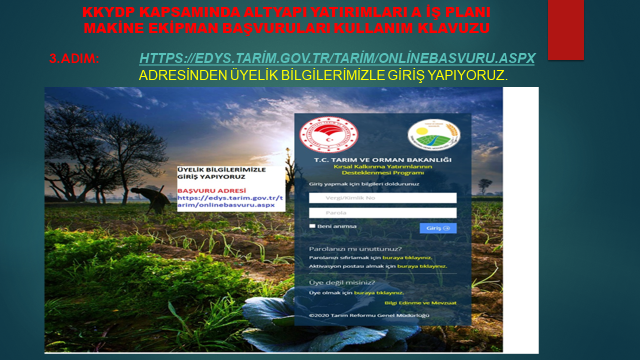 KKYDP KAPSAMINDA ALTYAPI YATIRIMLARI A İŞ PLANI
MAKİNE EKİPMAN BAŞVURULARI KULLANIM KLAVUZU
3.ADIM: HTTPS://EDYS.TARİM.GOV.TR/TARİM/ONLİNEBASVURU.ASPX
ADRESİNDEN ÜYELİK BİLGİLERİMİZLE GİRİŞ YAPIYORUZ.
ÜYELİK BİLGİLERİMİZLE
GİRİŞ YAPIYORUZ
BAŞVURU ADRESİ
https://edys.tarim.gov.tr/t
arim/onlinebasvuru.aspx
T.C. TARIM VE ORMAN BAKANLIĞI
Kırsal Kalkınma Yatırımlarının
Desteklenmesi Programı
Giriş yapmak için bilgileri doldurunuz
Vergi/Kimlik No
Parola
Beni anımsa
Giriş
Parolanızı mı unuttunuz?
Parolanızı sıfırlamak için buraya tıklayınız.
Aktivasyon postası almak için buraya tıklayınız.
Üye değil misiniz?
Üye olmak için buraya tıklayınız.
Bilgi Edinme ve Mevzuat
©2020 Tarım Reformu Genel Müdürlüğü